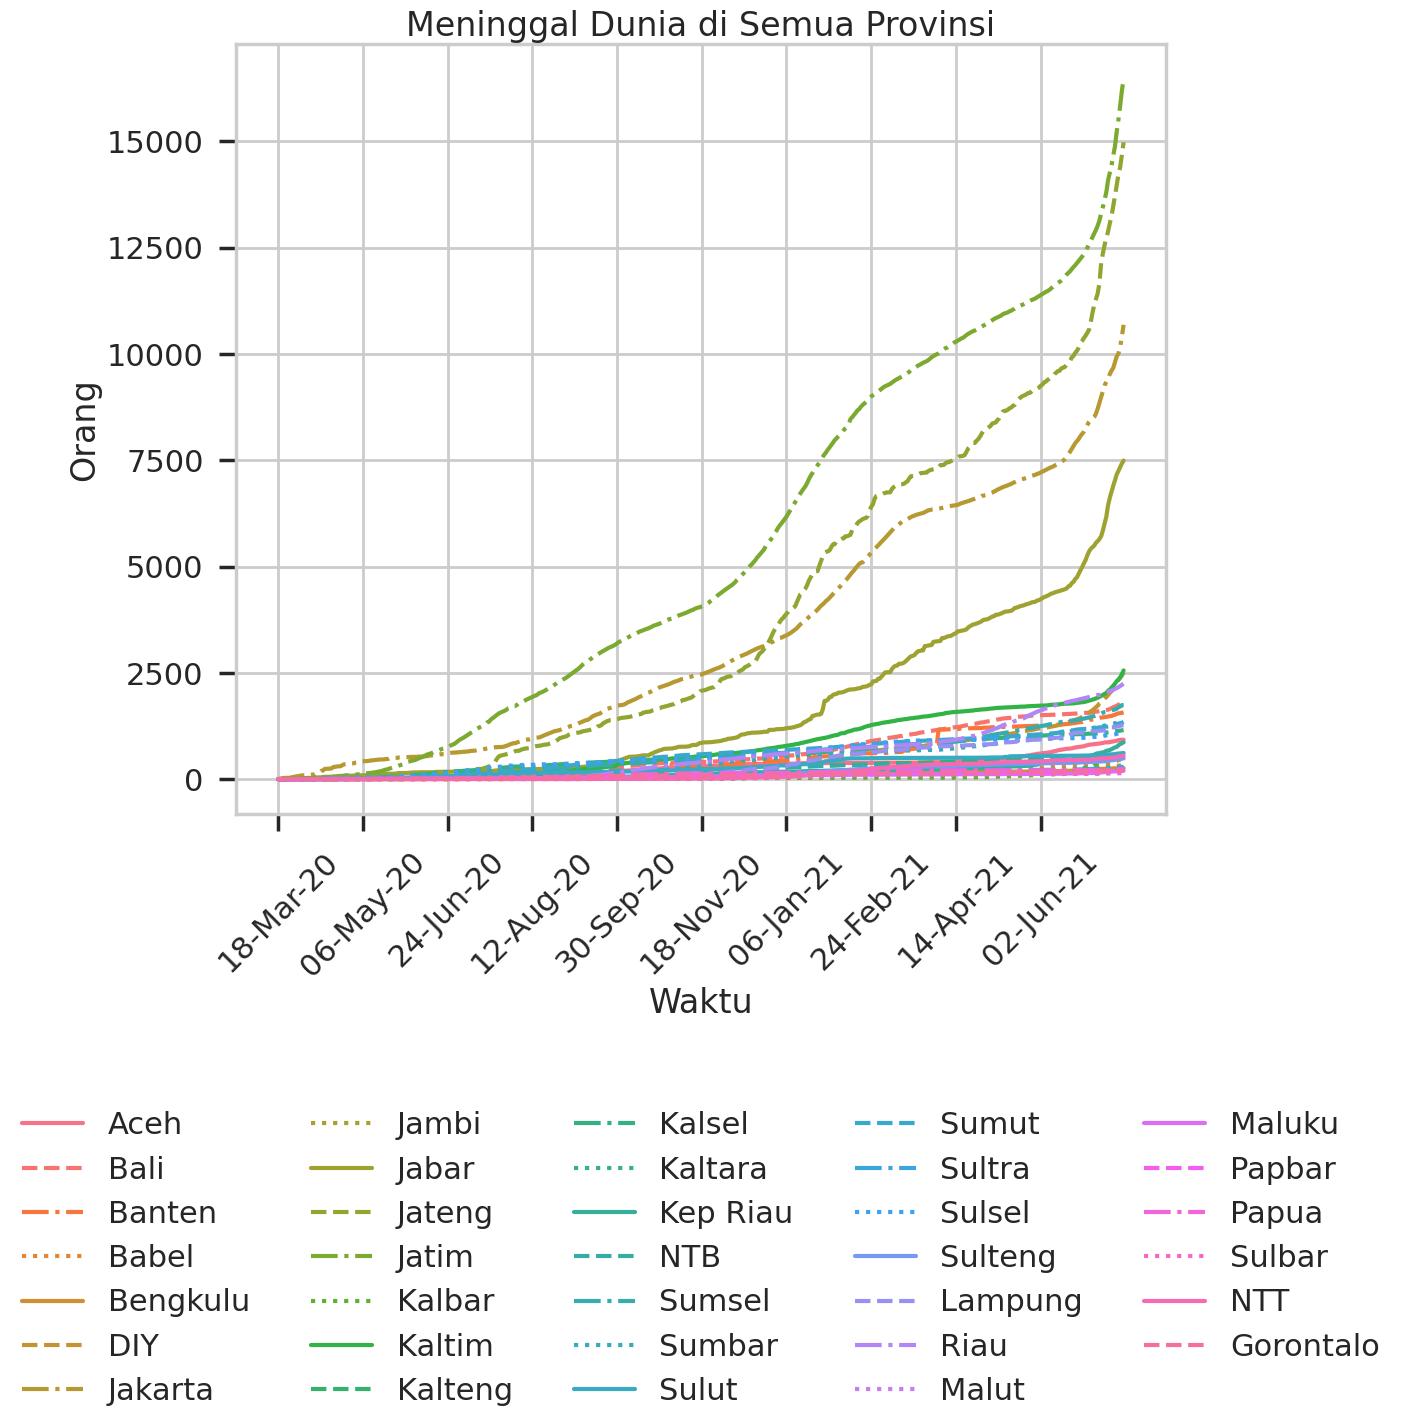 Meninggal Dunia di Semua Provinsi
15000
12500
10000
7500
5000
2500
0
Orang
18-Mar-20
06-May-20
24-Jun-20
12-Aug-20
30-Sep-20
18-Nov-20
06-Jan-21
24-Feb-21
14-Apr-21
02-Jun-21
Waktu
Aceh
Bali
Banten
Babel
Bengkulu
DIY
Jakarta
Jambi
Jabar
Jateng
Jatim
Kalbar
Kaltim
Kalteng
Kalsel
Kaltara
Kep Riau
NTB
Sumsel
Sumbar
Sulut
Sumut
Sultra
Sulsel
Sulteng
Lampung
Riau
Malut
Maluku
Papbar
Papua
Sulbar
NTT
Gorontalo